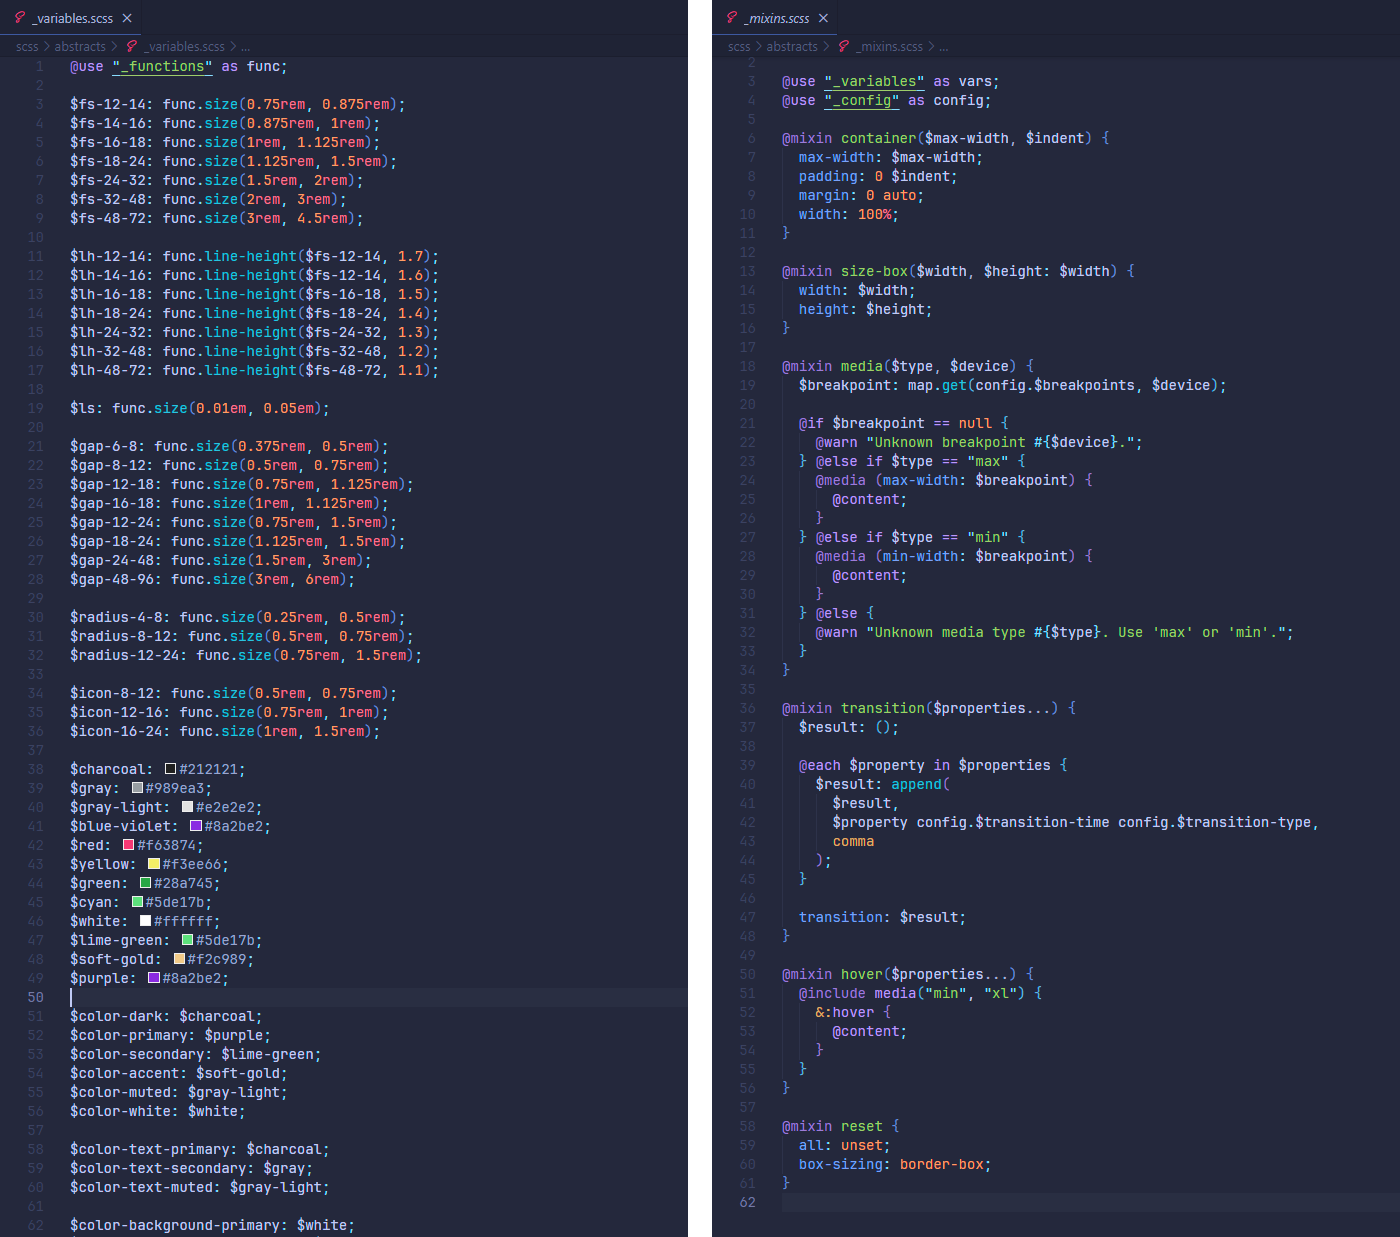 _variables.scss
scss > abstracts > _variables.scss > ...
1 @use "_functions" as func;
2
3 $fs-12-14: func.size(0.75rem, 0.875rem);
4 $fs-14-16: func.size(0.875rem, 1rem);
5 $fs-16-18: func.size(1rem, 1.125rem);
6 $fs-18-24: func.size(1.125rem, 1.5rem);
7 $fs-24-32: func.size(1.5rem, 2rem);
8 $fs-32-48: func.size(2rem, 3rem);
9 $fs-48-72: func.size(3rem, 4.5rem);
10
11 $lh-12-14: func.line-height($fs-12-14, 1.7);
12 $lh-14-16: func.line-height($fs-12-14, 1.6);
13 $lh-16-18: func.line-height($fs-16-18, 1.5);
14 $lh-18-24: func.line-height($fs-18-24, 1.4);
15 $lh-24-32: func.line-height($fs-24-32, 1.3);
16 $lh-32-48: func.line-height($fs-32-48, 1.2);
17 $lh-48-72: func.line-height($fs-48-72, 1.1);
18
19 $ls: func.size(0.01em, 0.05em);
20
21 $gap-6-8: func.size(0.375rem, 0.5rem);
22 $gap-8-12: func.size(0.5rem, 0.75rem);
23 $gap-12-18: func.size(0.75rem, 1.125rem);
24 $gap-16-18: func.size(1rem, 1.125rem);
25 $gap-12-24: func.size(0.75rem, 1.5rem);
26 $gap-18-24: func.size(1.125rem, 1.5rem);
27 $gap-24-48: func.size(1.5rem, 3rem);
28 $gap-48-96: func.size(3rem, 6rem);
29
30 $radius-4-8: func.size(0.25rem, 0.5rem);
31 $radius-8-12: func.size(0.5rem, 0.75rem);
32 $radius-12-24: func.size(0.75rem, 1.5rem);
33
34 $icon-8-12: func.size(0.5rem, 0.75rem);
35 $icon-12-16: func.size(0.75rem, 1rem);
36 $icon-16-24: func.size(1rem, 1.5rem);
37
38 $charcoal: #212121;
39 $gray: #989ea3;
40 $gray-light: #e2e2e2;
41 $blue-violet: #8a2be2;
42 $red: #f63874;
43 $yellow: #f3ee66;
44 $green: #28a745;
45 $cyan: #5de17b;
46 $white: #ffffff;
47 $lime-green: #5de17b;
48 $soft-gold: #f2c989;
49 $purple: #8a2be2;
50
51 $color-dark: $charcoal;
52 $color-primary: $purple;
53 $color-secondary: $lime-green;
54 $color-accent: $soft-gold;
55 $color-muted: $gray-light;
56 $color-white: $white;
57
58 $color-text-primary: $charcoal;
59 $color-text-secondary: $gray;
60 $color-text-muted: $gray-light;
61
62 $color-background-primary: $white;
_mixins.scss
scss > abstracts > _mixins.scss > ...
2
3 @use "_variables" as vars;
4 @use "_config" as config;
5
6 @mixin container($max-width, $indent) {
7 max-width: $max-width;
8 padding: 0 $indent;
9 margin: 0 auto;
10 width: 100%;
11 }
12
13 @mixin size-box($width, $height: $width) {
14 width: $width;
15 height: $height;
16 }
17
18 @mixin media($type, $device) {
19 $breakpoint: map.get(config.$breakpoints, $device);
20
21 @if $breakpoint == null {
22 @warn "Unknown breakpoint #{$device}.";
23 } @else if $type == "max" {
24 @media (max-width: $breakpoint) {
25 @content;
26 }
27 } @else if $type == "min" {
28 @media (min-width: $breakpoint) {
29 @content;
30 }
31 } @else {
32 @warn "Unknown media type #{$type}. Use 'max' or 'min'.";
33 }
34 }
35
36 @mixin transition($properties...) {
37 $result: ();
38
39 @each $property in $properties {
40 $result: append(
41 $result,
42 $property config.$transition-time config.$transition-type,
43 comma
44 );
45 }
46
47 transition: $result;
48 }
49
50 @mixin hover($properties...) {
51 @include media("min", "xl") {
52 &:hover {
53 @content;
54 }
55 }
56 }
57
58 @mixin reset {
59 all: unset;
60 box-sizing: border-box;
61 }
62